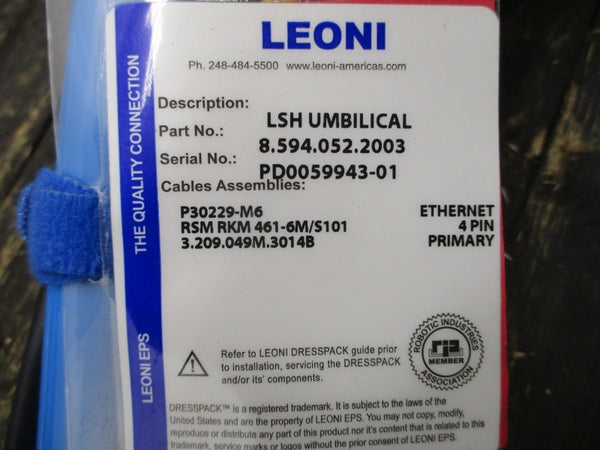 LEONI
Ph. 248-484-5500 www.leoni-americas.com
Description: LSH UMBILICAL
Part No.: 8.594.052.2003
Serial No.: PD0059943-01
Cables Assemblies:
P30229-M6 ETHERNET
RSM RKM 461-6M/S101 4 PIN
3.209.049M.3014B PRIMARY
THE QUALITY CONNECTION
LEONI EPS
Refer to LEONI DRESSPACK guide prior
to installation, servicing the DRESSPACK
and/or its' components.
ROBOTIC INDUSTRIES
ria
MEMBER
ASSOCIATION
DRESSPACK™ is a registered trademark. It is subject to the laws of the
United States and are the property of LEONI EPS. You may not copy, modify,
reproduce or distribute any part of this product nor it's content that is related to this
trademark, service marks or logos without the prior consent of LEONI EPS.